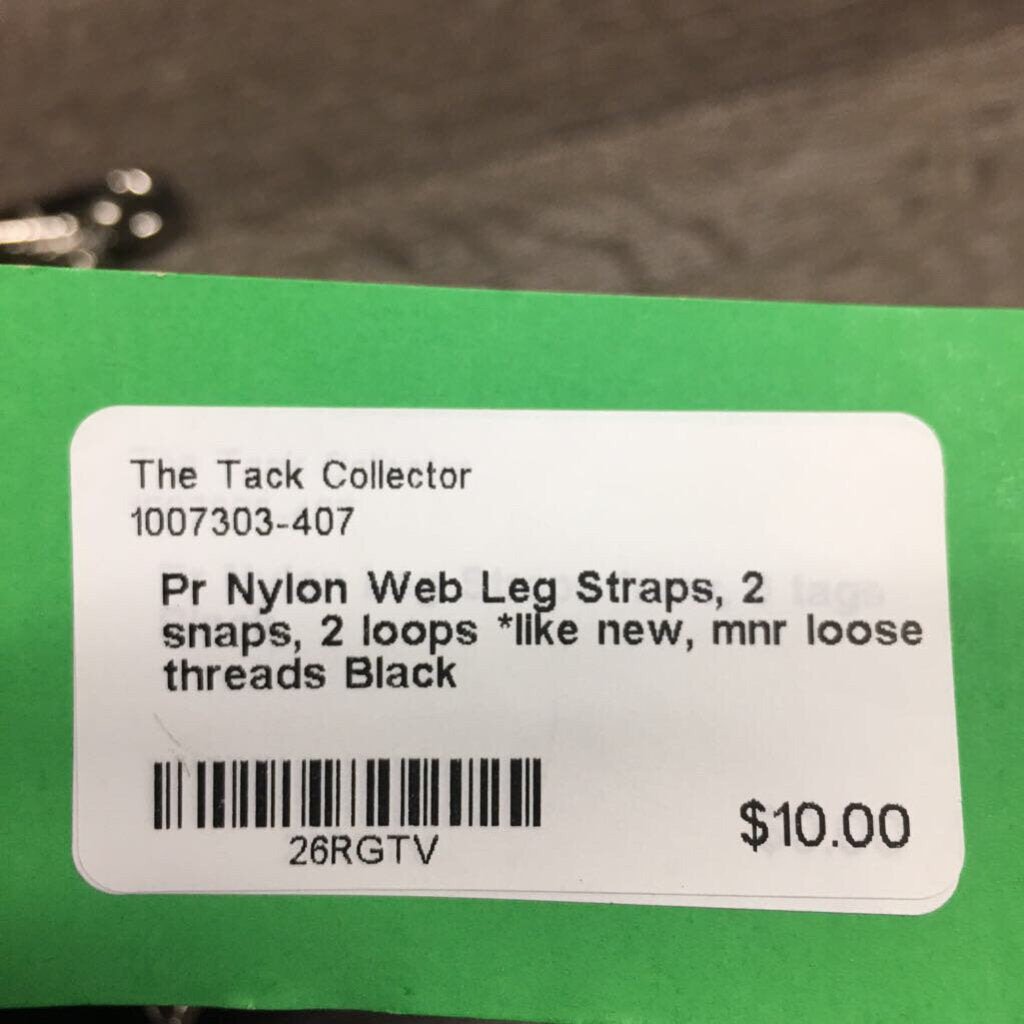 The Tack Collector
1007303-407
Pr Nylon Web Leg Straps, 2
snaps, 2 loops *like new, mnr loose
threads Black
26RGTV
$10.00